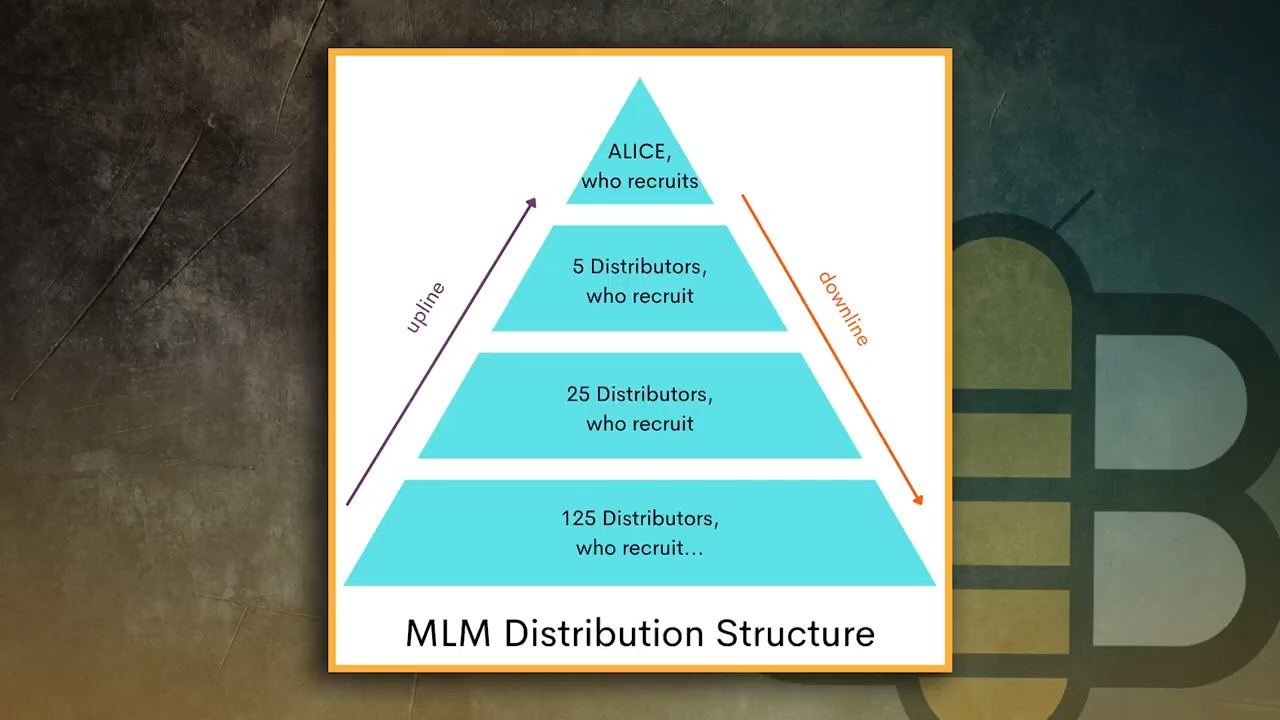 ALICE,
who recruits
5 Distributors,
who recruit
upline
downline
25 Distributors,
who recruit
125 Distributors,
who recruit...
MLM Distribution Structure